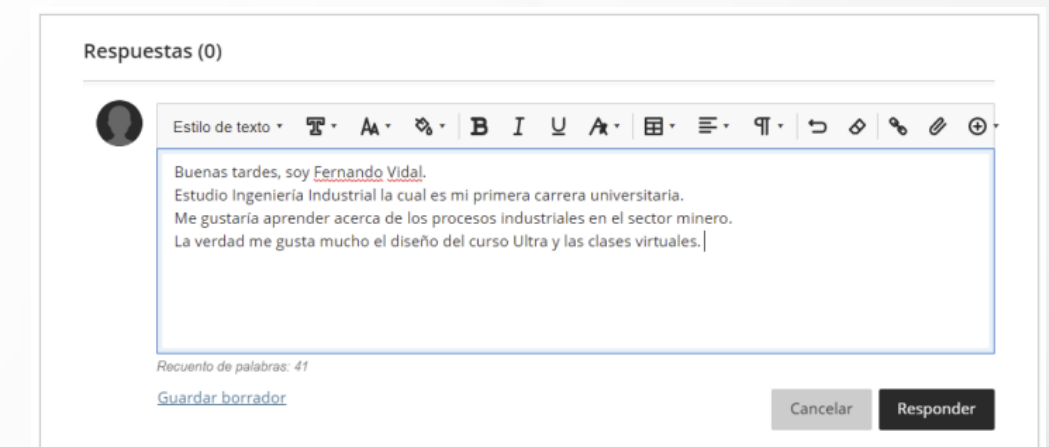 Respuestas (0)
Estilo de texto
Buenas tardes, soy Fernando Vidal.
Estudio Ingeniería Industrial la cual es mi primera carrera universitaria.
Me gustaría aprender acerca de los procesos industriales en el sector minero.
La verdad me gusta mucho el diseño del curso Ultra y las clases virtuales.
Recuento de palabras: 41
Guardar borrador
Cancelar Responder